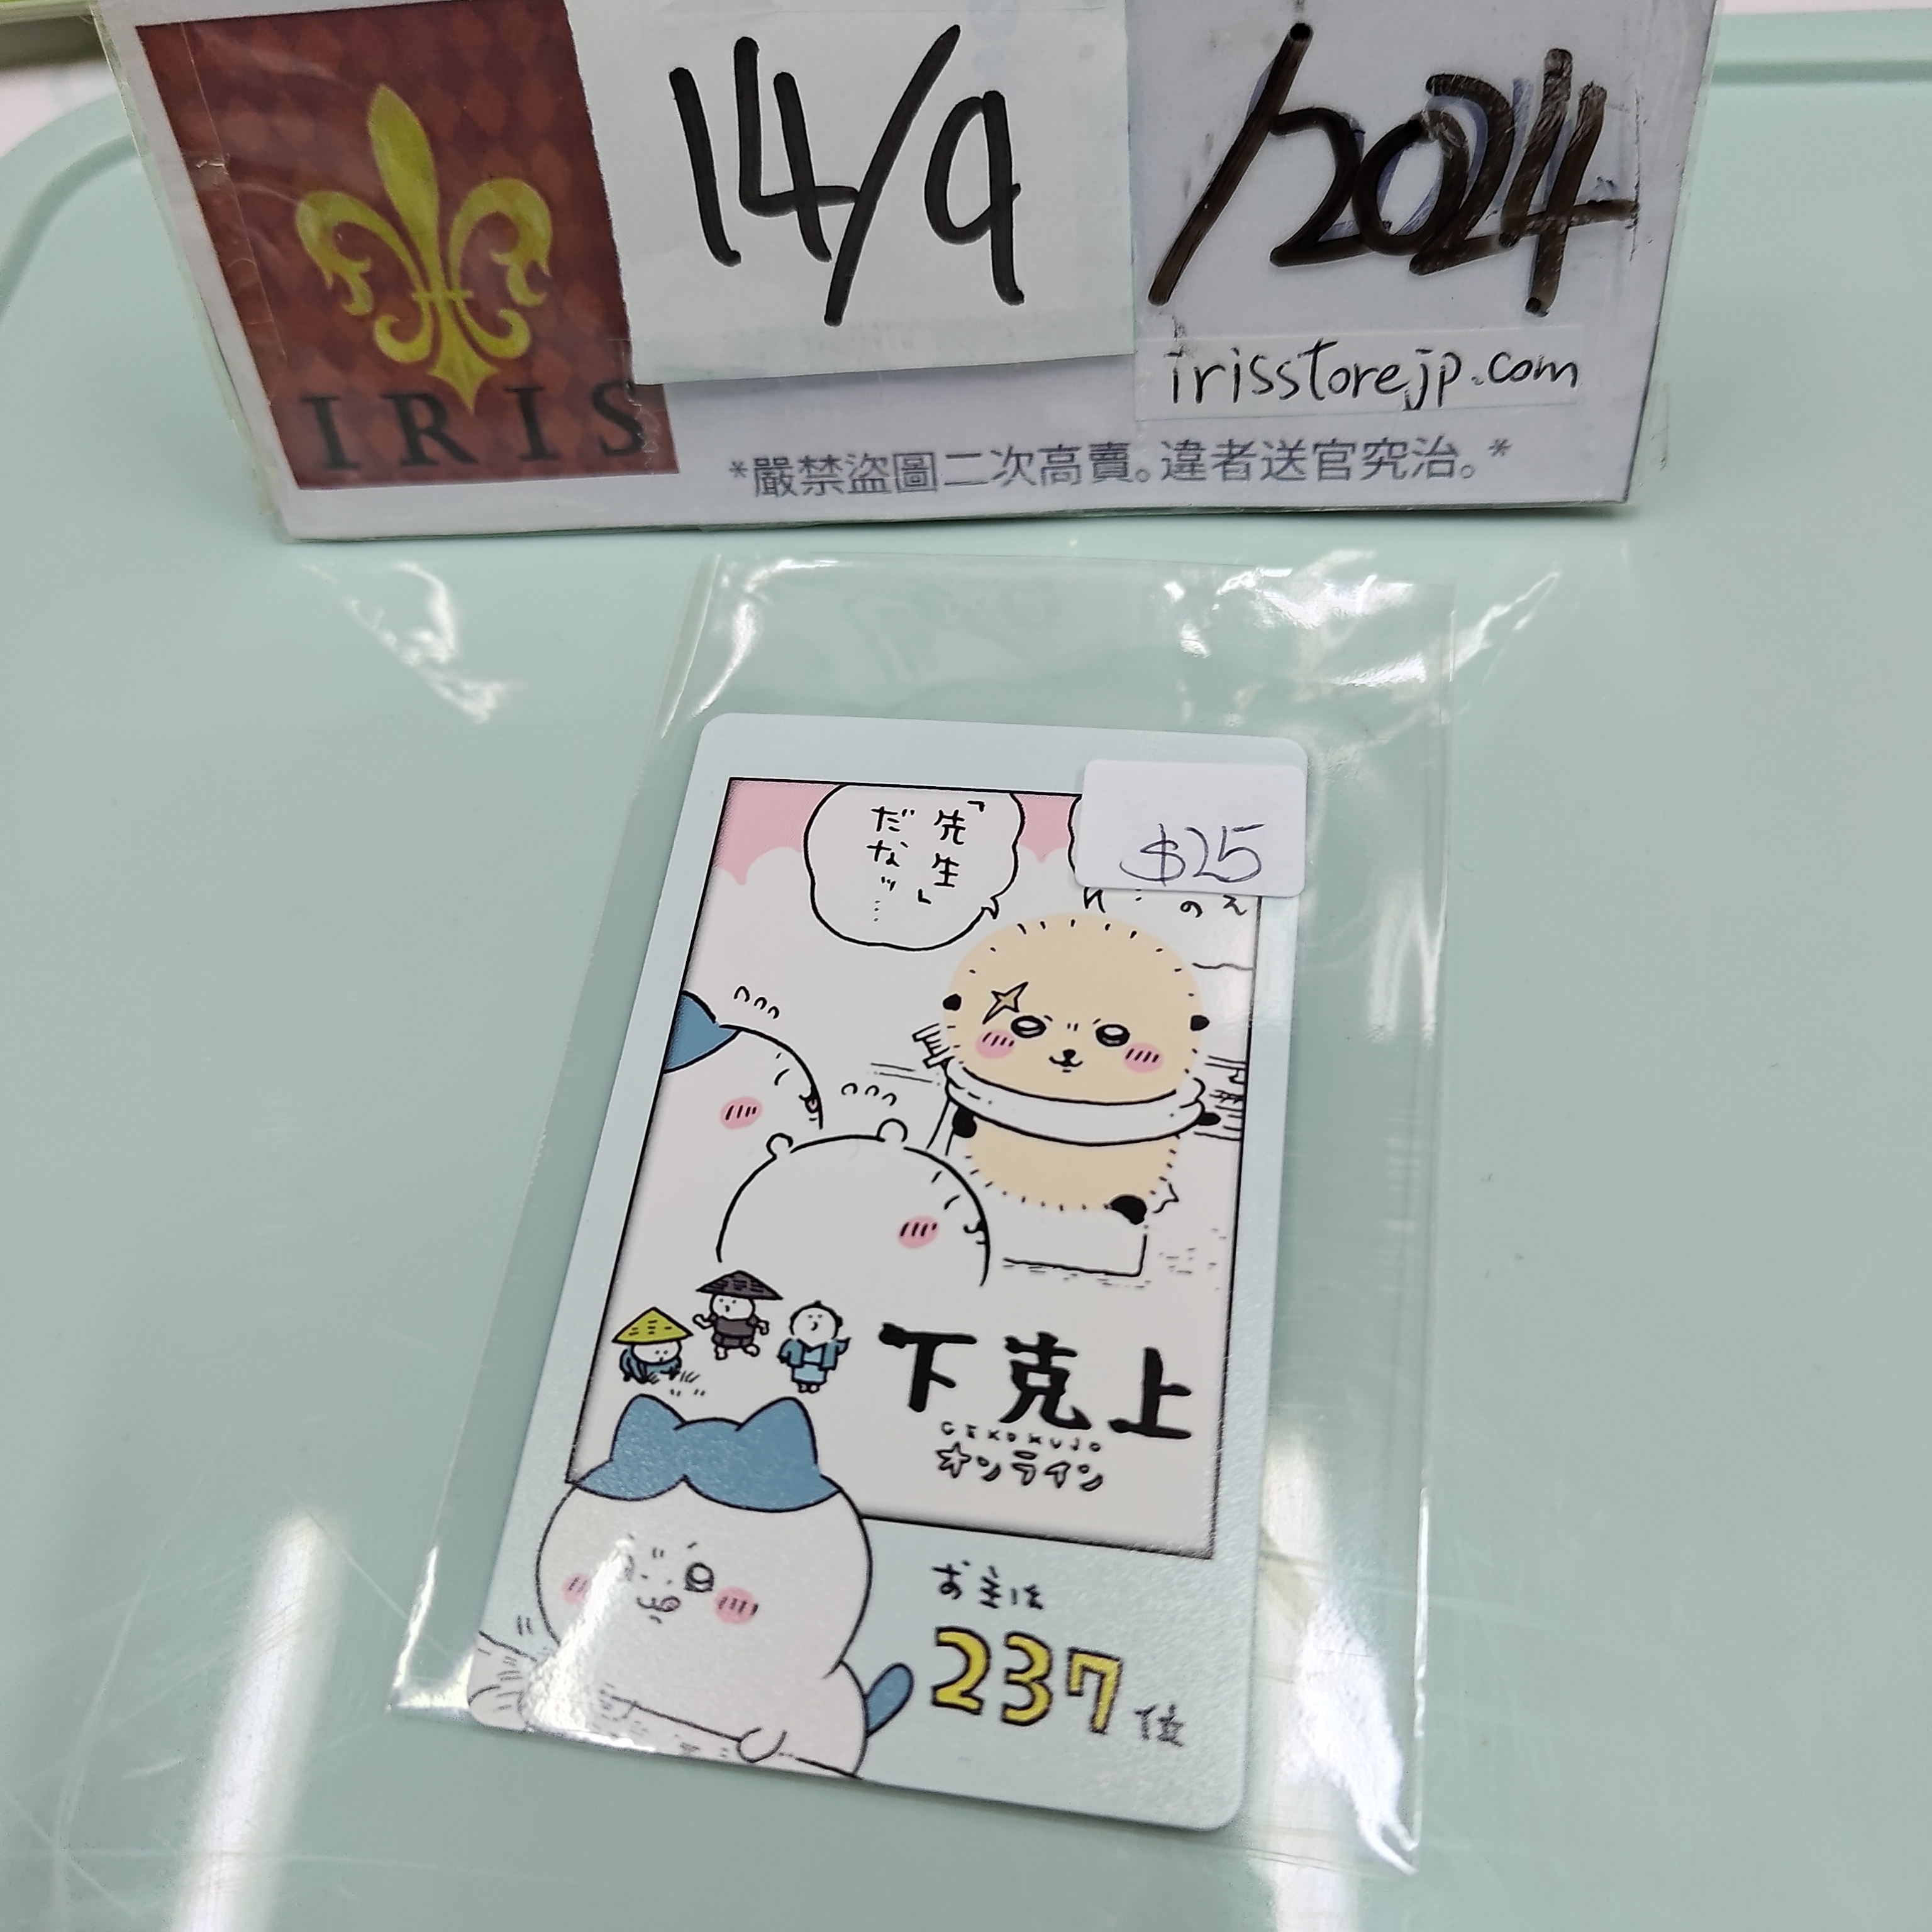 14/9
/2024
IRIS
irisstorejp.com
*嚴禁盜圖二次高賣。違者送官究治。*
$25
「先生」
だなッ……
下克上
GEKOKUJO
オンライン
お主は
237位